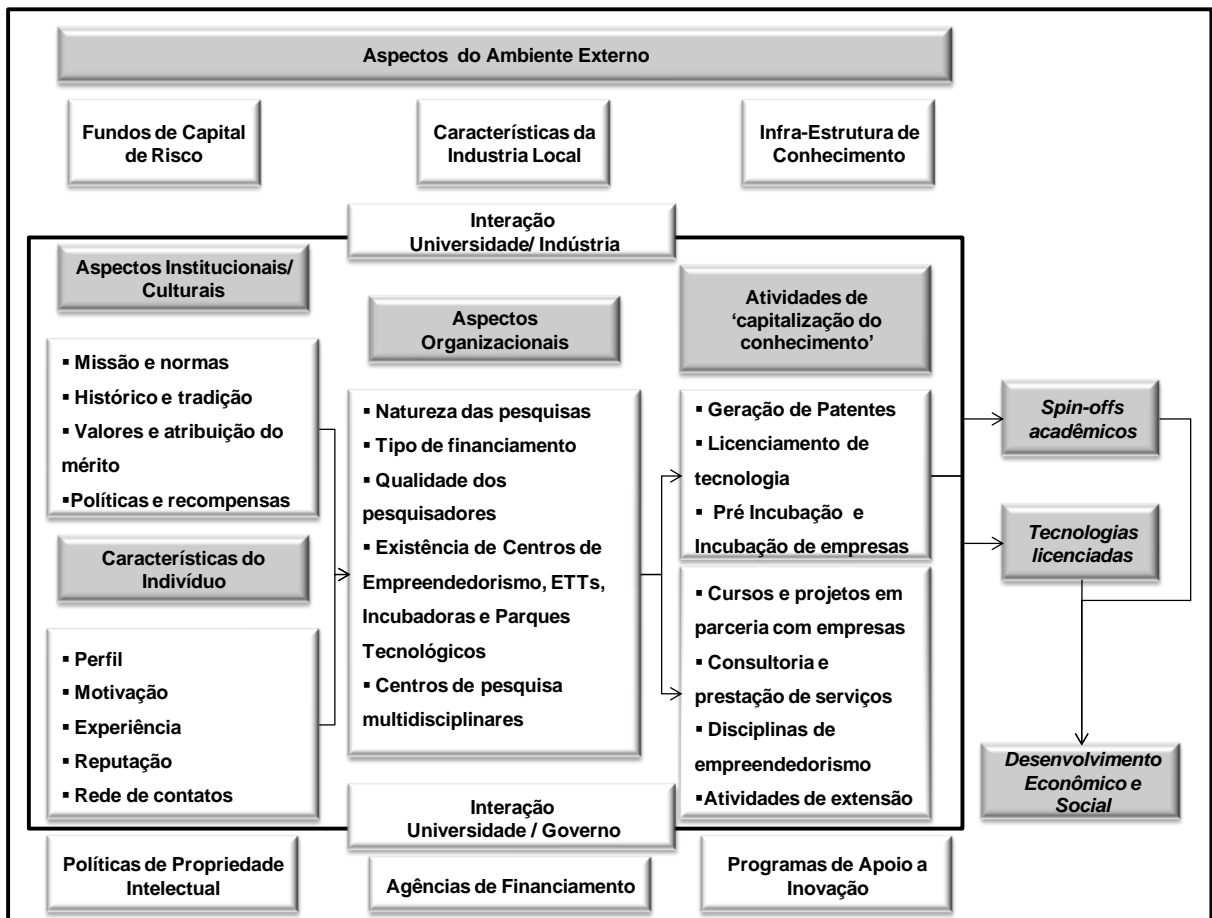 Aspectos do Ambiente Externo
Fundos de Capital
de Risco
Características da
Industria Local
Infra-Estrutura de
Conhecimento
Interação
Universidade/ Indústria
Aspectos Institucionais/
Culturais
▪ Missão e normas
▪ Histórico e tradição
▪ Valores e atribuição do
mérito
▪Políticas e recompensas
Características do
Indivíduo
▪ Perfil
▪ Motivação
▪ Experiência
▪ Reputação
▪ Rede de contatos
Aspectos
Organizacionais
▪ Natureza das pesquisas
▪ Tipo de financiamento
▪ Qualidade dos
pesquisadores
▪ Existência de Centros de
Empreendedorismo, ETTs,
Incubadoras e Parques
Tecnológicos
▪ Centros de pesquisa
multidisciplinares
Atividades de
‘capitalização do
conhecimento’
▪ Geração de Patentes
▪ Licenciamento de
tecnologia
▪ Pré Incubação e
Incubação de empresas
▪ Cursos e projetos em
parceria com empresas
▪ Consultoria e
prestação de serviços
▪ Disciplinas de
empreendedorismo
▪Atividades de extensão
Spin-offs
acadêmicos
Tecnologias
licenciadas
Desenvolvimento
Econômico e
Social
Interação
Universidade / Governo
Políticas de Propriedade
Intelectual
Agências de Financiamento
Programas de Apoio a
Inovação